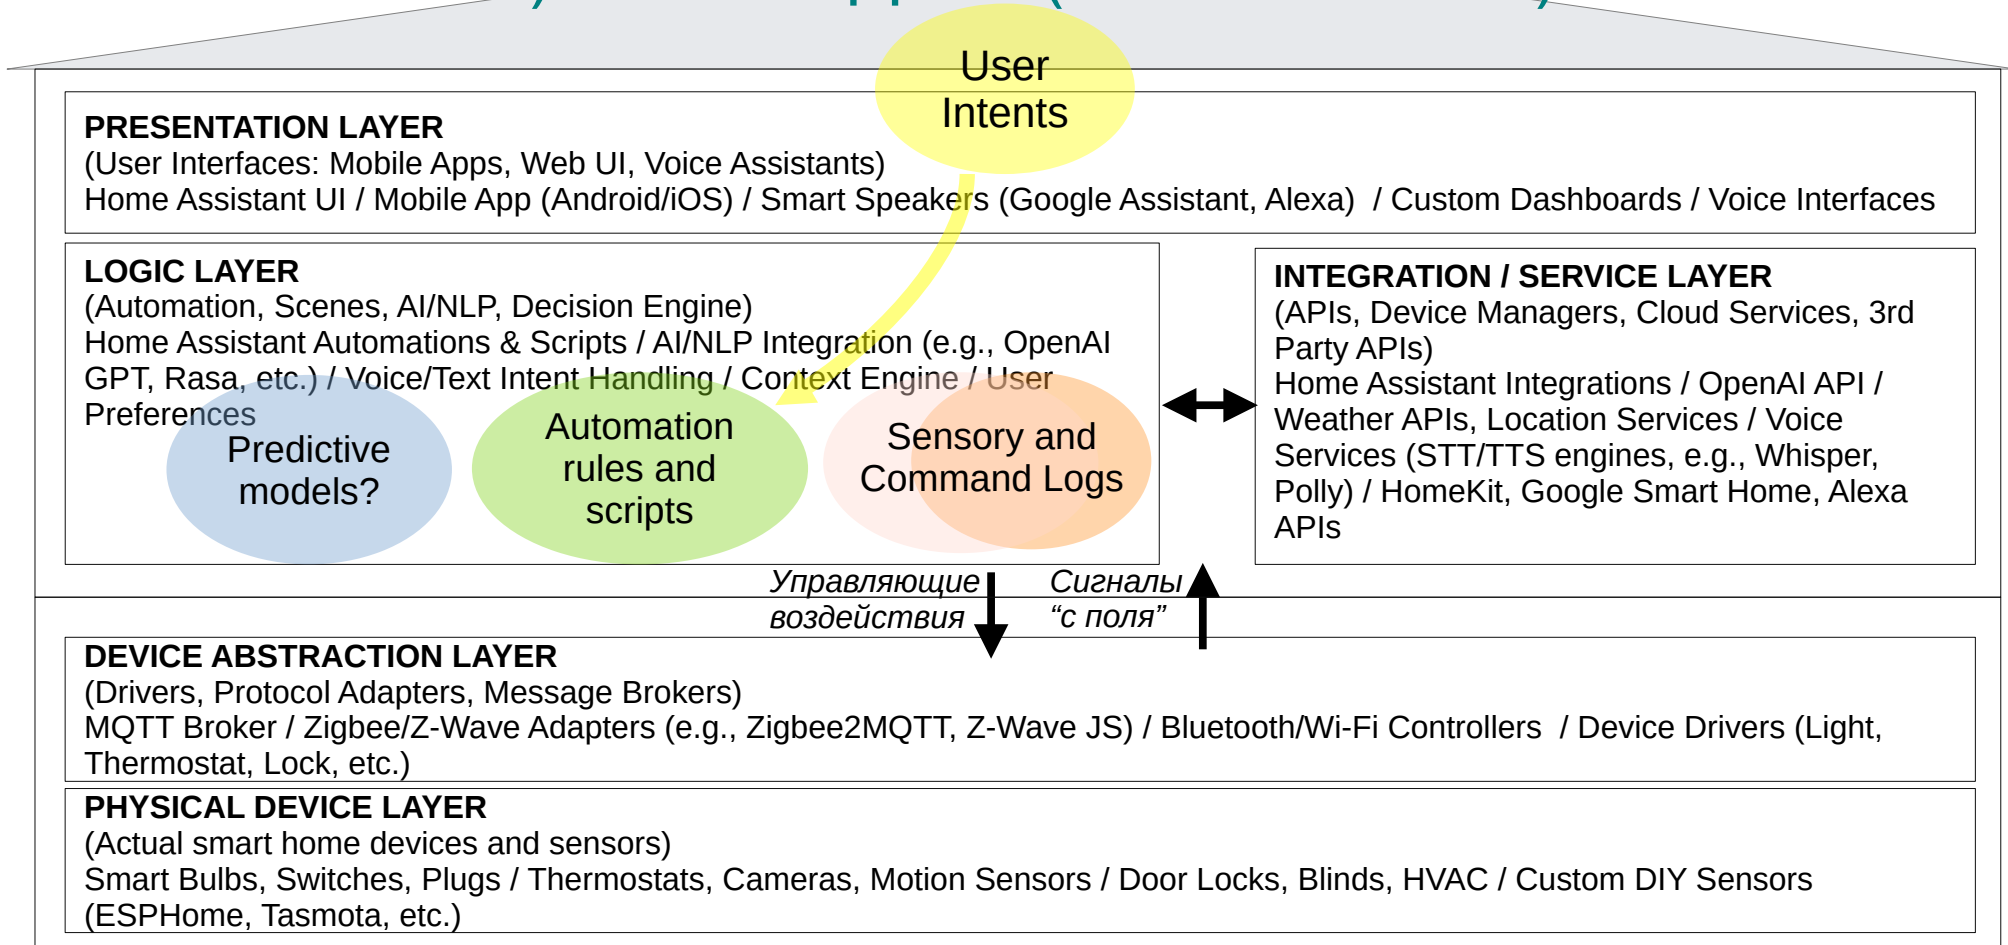 User
Intents
PRESENTATION LAYER
(User Interfaces: Mobile Apps, Web UI, Voice Assistants)
Home Assistant UI / Mobile App (Android/iOS) / Smart Speakers (Google Assistant, Alexa)  / Custom Dashboards / Voice Interfaces
LOGIC LAYER
(Automation, Scenes, AI/NLP, Decision Engine)
Home Assistant Automations & Scripts / AI/NLP Integration (e.g., OpenAI
GPT, Rasa, etc.) / Voice/Text Intent Handling / Context Engine / User
Preferences
Predictive
models?
Automation
rules and
scripts
Sensory and
Command Logs
INTEGRATION / SERVICE LAYER
(APIs, Device Managers, Cloud Services, 3rd
Party APIs)
Home Assistant Integrations / OpenAI API /
Weather APIs, Location Services / Voice
Services (STT/TTS engines, e.g., Whisper,
Polly) / HomeKit, Google Smart Home, Alexa
APIs
Управляющие
воздействия
Сигналы
“с поля”
DEVICE ABSTRACTION LAYER
(Drivers, Protocol Adapters, Message Brokers)
MQTT Broker / Zigbee/Z-Wave Adapters (e.g., Zigbee2MQTT, Z-Wave JS) / Bluetooth/Wi-Fi Controllers  / Device Drivers (Light,
Thermostat, Lock, etc.)
PHYSICAL DEVICE LAYER
(Actual smart home devices and sensors)
Smart Bulbs, Switches, Plugs / Thermostats, Cameras, Motion Sensors / Door Locks, Blinds, HVAC / Custom DIY Sensors
(ESPHome, Tasmota, etc.)